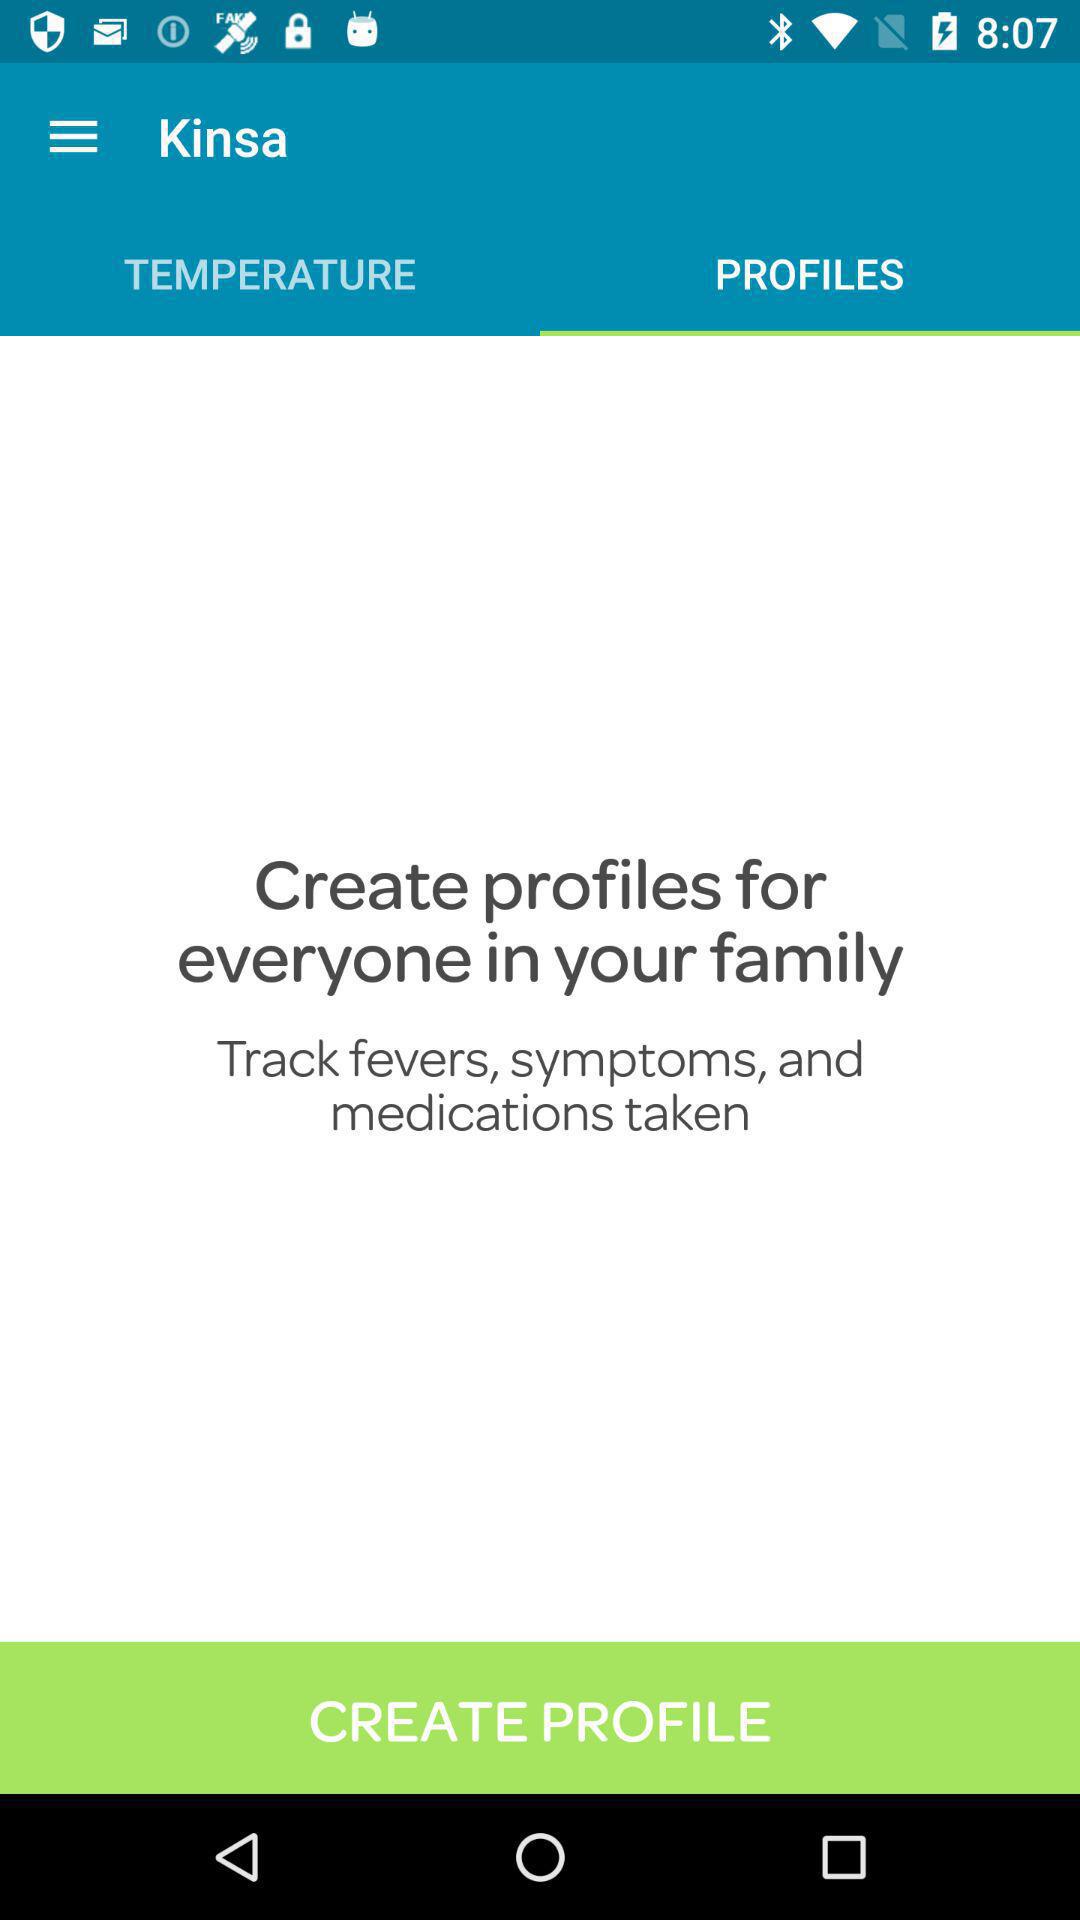 FAKE
8:07
Kinsa
TEMPERATURE
PROFILES
Create profiles for
everyone in your family
Track fevers, symptoms, and
medications taken
CREATE PROFILE